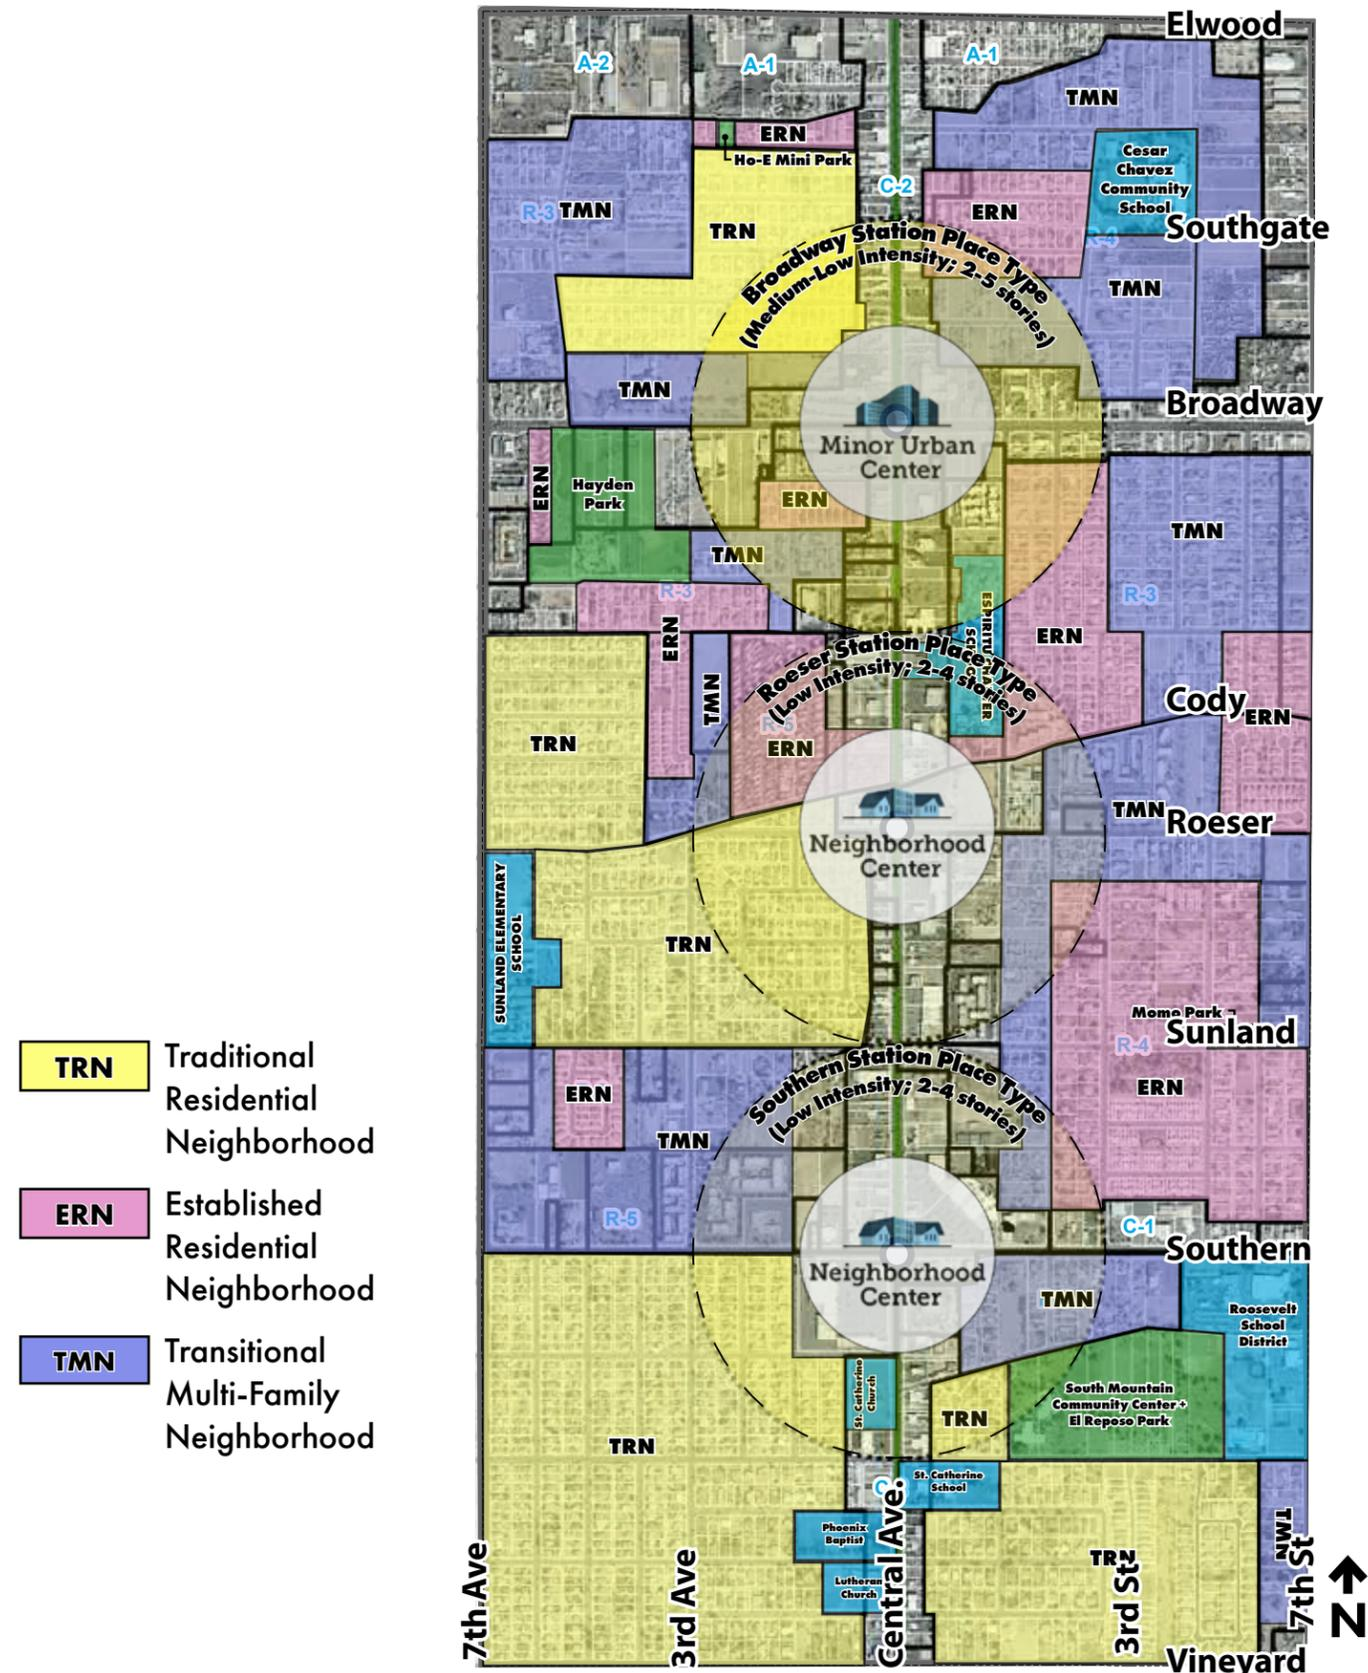 Elwood
A-2
A-1
A-1
TMN
ERN
Ho-E Mini Park
Cesar
Chavez
Community
School
C-2
R-3 TMN
TRN
ERN
Southgate
R-4
Broadway Station Place Type
(Medium-Low Intensity; 2-5 stories)
TMN
TMN
Broadway
Minor Urban
Center
ERN
Hayden
Park
ERN
TMN
TMN
R-3
R-3
ERN
ERN
TMN
Roeser Station Place Type
(Low Intensity; 2-4 stories)
Cody
ERN
R-5
ERN
TRN
TMN
Roeser
Neighborhood
Center
SUNLAND ELEMENTARY
SCHOOL
TRN
Momo Park
Sunland
R-4
ERN
TRN
Traditional
Residential
Neighborhood
ERN
TMN
Southern Station Place Type
(Low Intensity; 2-4 stories)
ERN
Established
Residential
Neighborhood
R-5
C-1
Southern
Neighborhood
Center
TMN
Roosevelt
School
District
TMN
Transitional
Multi-Family
Neighborhood
St. Catherine
Church
South Mountain
Community Center +
El Reposo Park
TRN
TRN
St. Catherine
School
Phoenix
Baptist
Lutheran
Church
TRN
TMN
7th Ave
3rd Ave
Central Ave.
3rd St
7th St
N
Vineyard